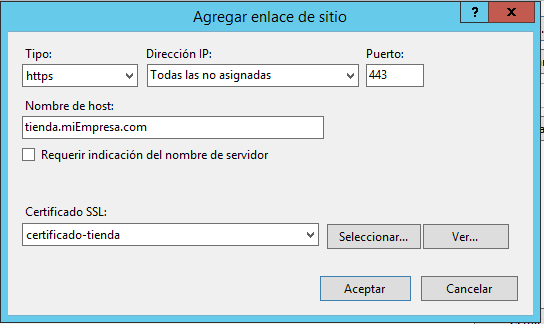 Agregar enlace de sitio
?
x
Tipo:
Dirección IP:
Puerto:
https
Todas las no asignadas
443
Nombre de host:
tienda.miEmpresa.com
Requerir indicación del nombre de servidor
Certificado SSL:
certificado-tienda
Seleccionar...
Ver...
Aceptar
Cancelar